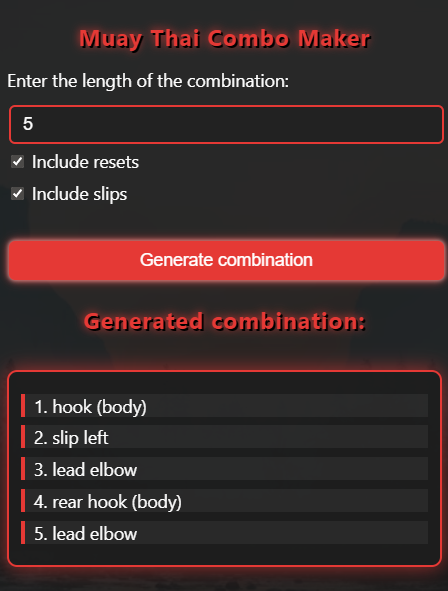 Muay Thai Combo Maker
Enter the length of the combination:
5
Include resets
Include slips
Generate combination
Generated combination:
1. hook (body)
2. slip left
3. lead elbow
4. rear hook (body)
5. lead elbow